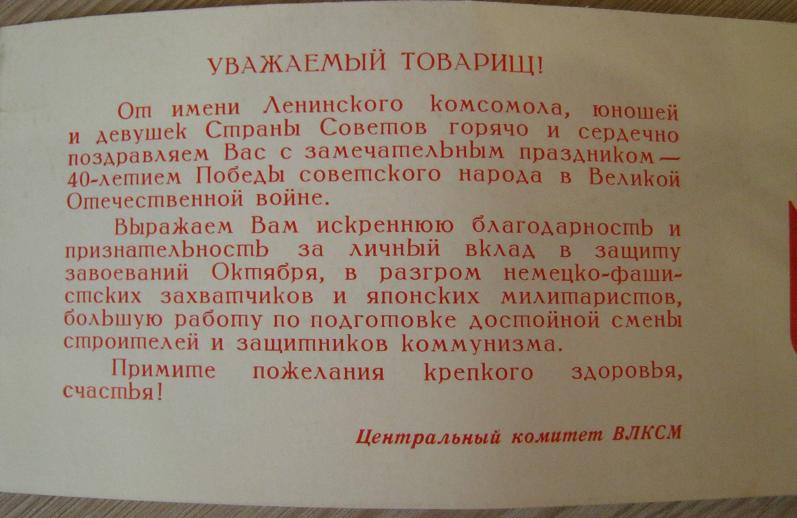 УВАЖАЕМЫЙ ТОВАРИЩ!
От имени Ленинского комсомола, юношей
и девушек Страны Советов горячо и сердечно
поздравляем Вас с замечательным праздником —
40-летием Победы советского народа в Великой
Отечественной войне.
Выражаем Вам искреннюю благодарность и
признательность за личный вклад в защиту
завоеваний Октября, в разгром немецко-фаши-
стских захватчиков и японских милитаристов,
большую работу по подготовке достойной смены
строителей и защитников коммунизма.
Примите пожелания крепкого здоровья,
счастья!
Центральный комитет ВЛКСМ